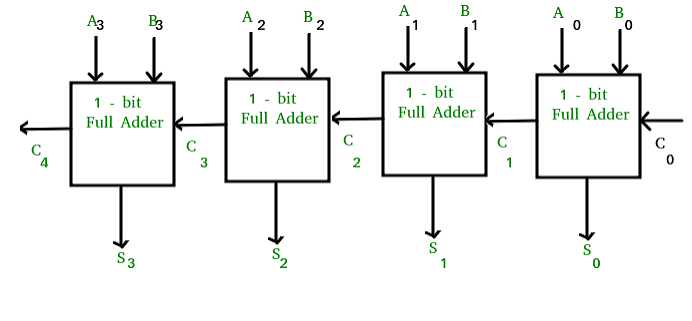 A3 B3 A2 B2 A1 B1 A0 B0
1 - bit
Full Adder
1 - bit
Full Adder
1 - bit
Full Adder
1 - bit
Full Adder
C4 C3 C2 C1 C0
S3 S2 S1 S0